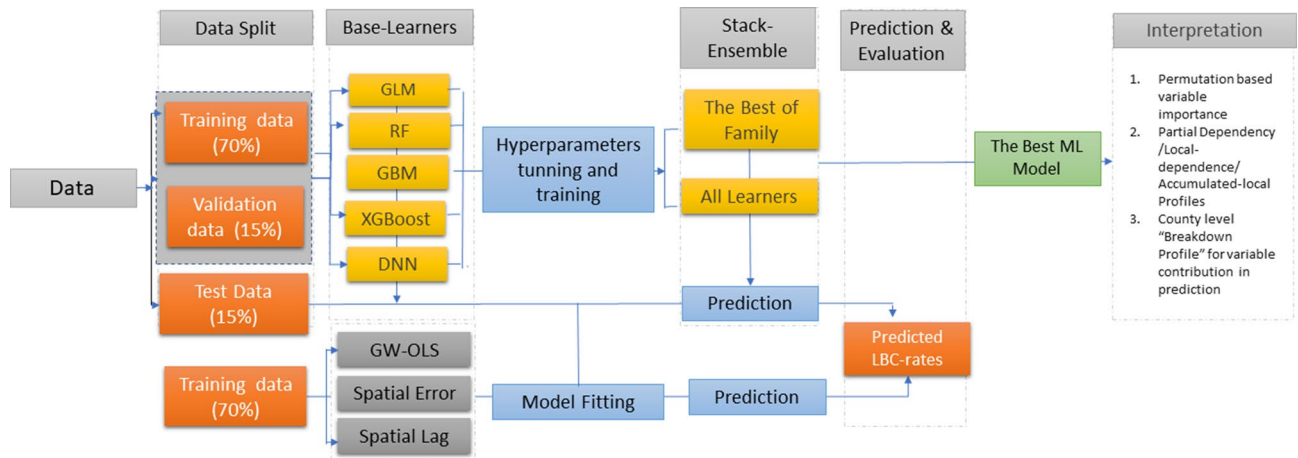 Data Split
Base-Learners
Stack-
Ensemble
Prediction &
Evaluation
Interpretation
Data
Training data
(70%)
Validation
data (15%)
Test Data
(15%)
GLM
RF
GBM
XGBoost
DNN
Hyperparameters
tunning and
training
The Best of
Family
All Learners
Prediction
The Best ML
Model
1. Permutation based
variable
importance
2. Partial Dependency
/Local-
dependence/
Accumulated-local
Profiles
3. County level
“Breakdown
Profile” for variable
contribution in
prediction
Training data
(70%)
GW-OLS
Spatial Error
Spatial Lag
Model Fitting
Prediction
Predicted
LBC-rates